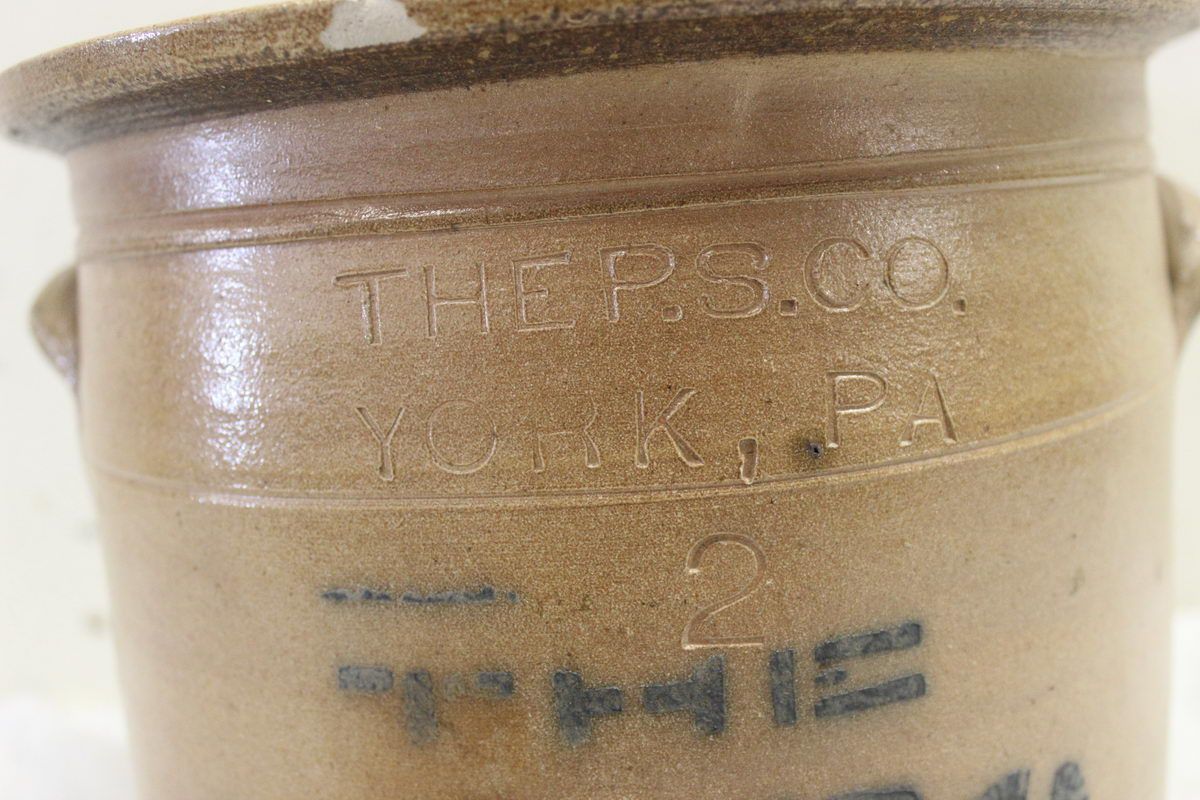 THE P.S.CO.
YORK, PA
2
THE